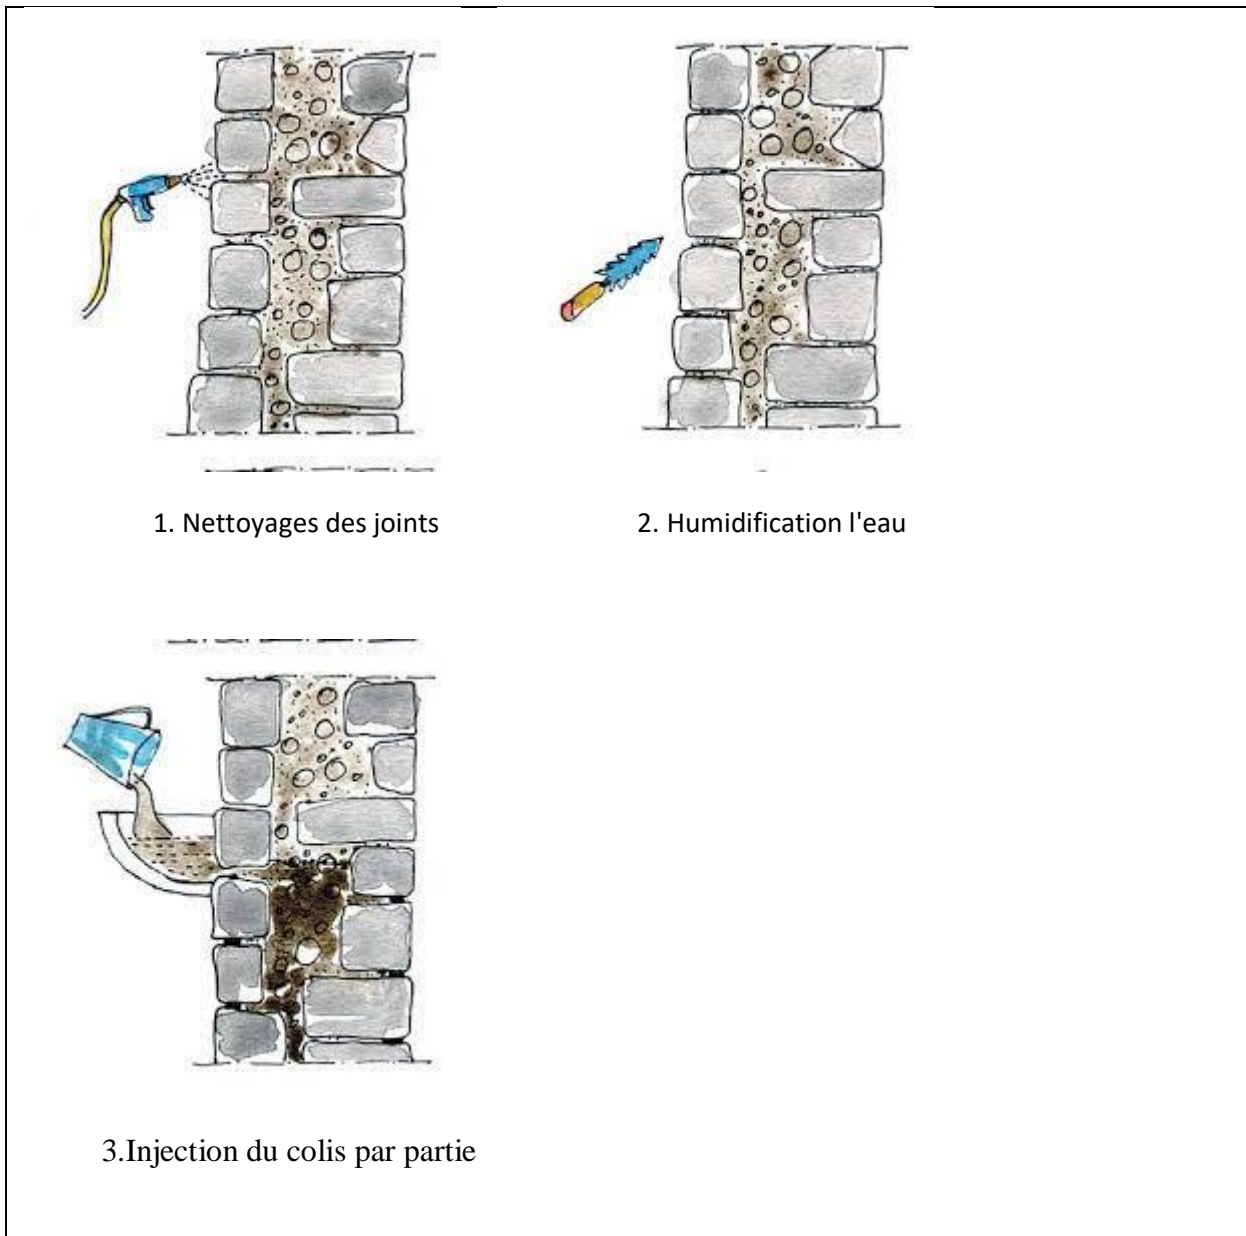 1. Nettoyages des joints
2. Humidification l'eau
3.Injection du colis par partie